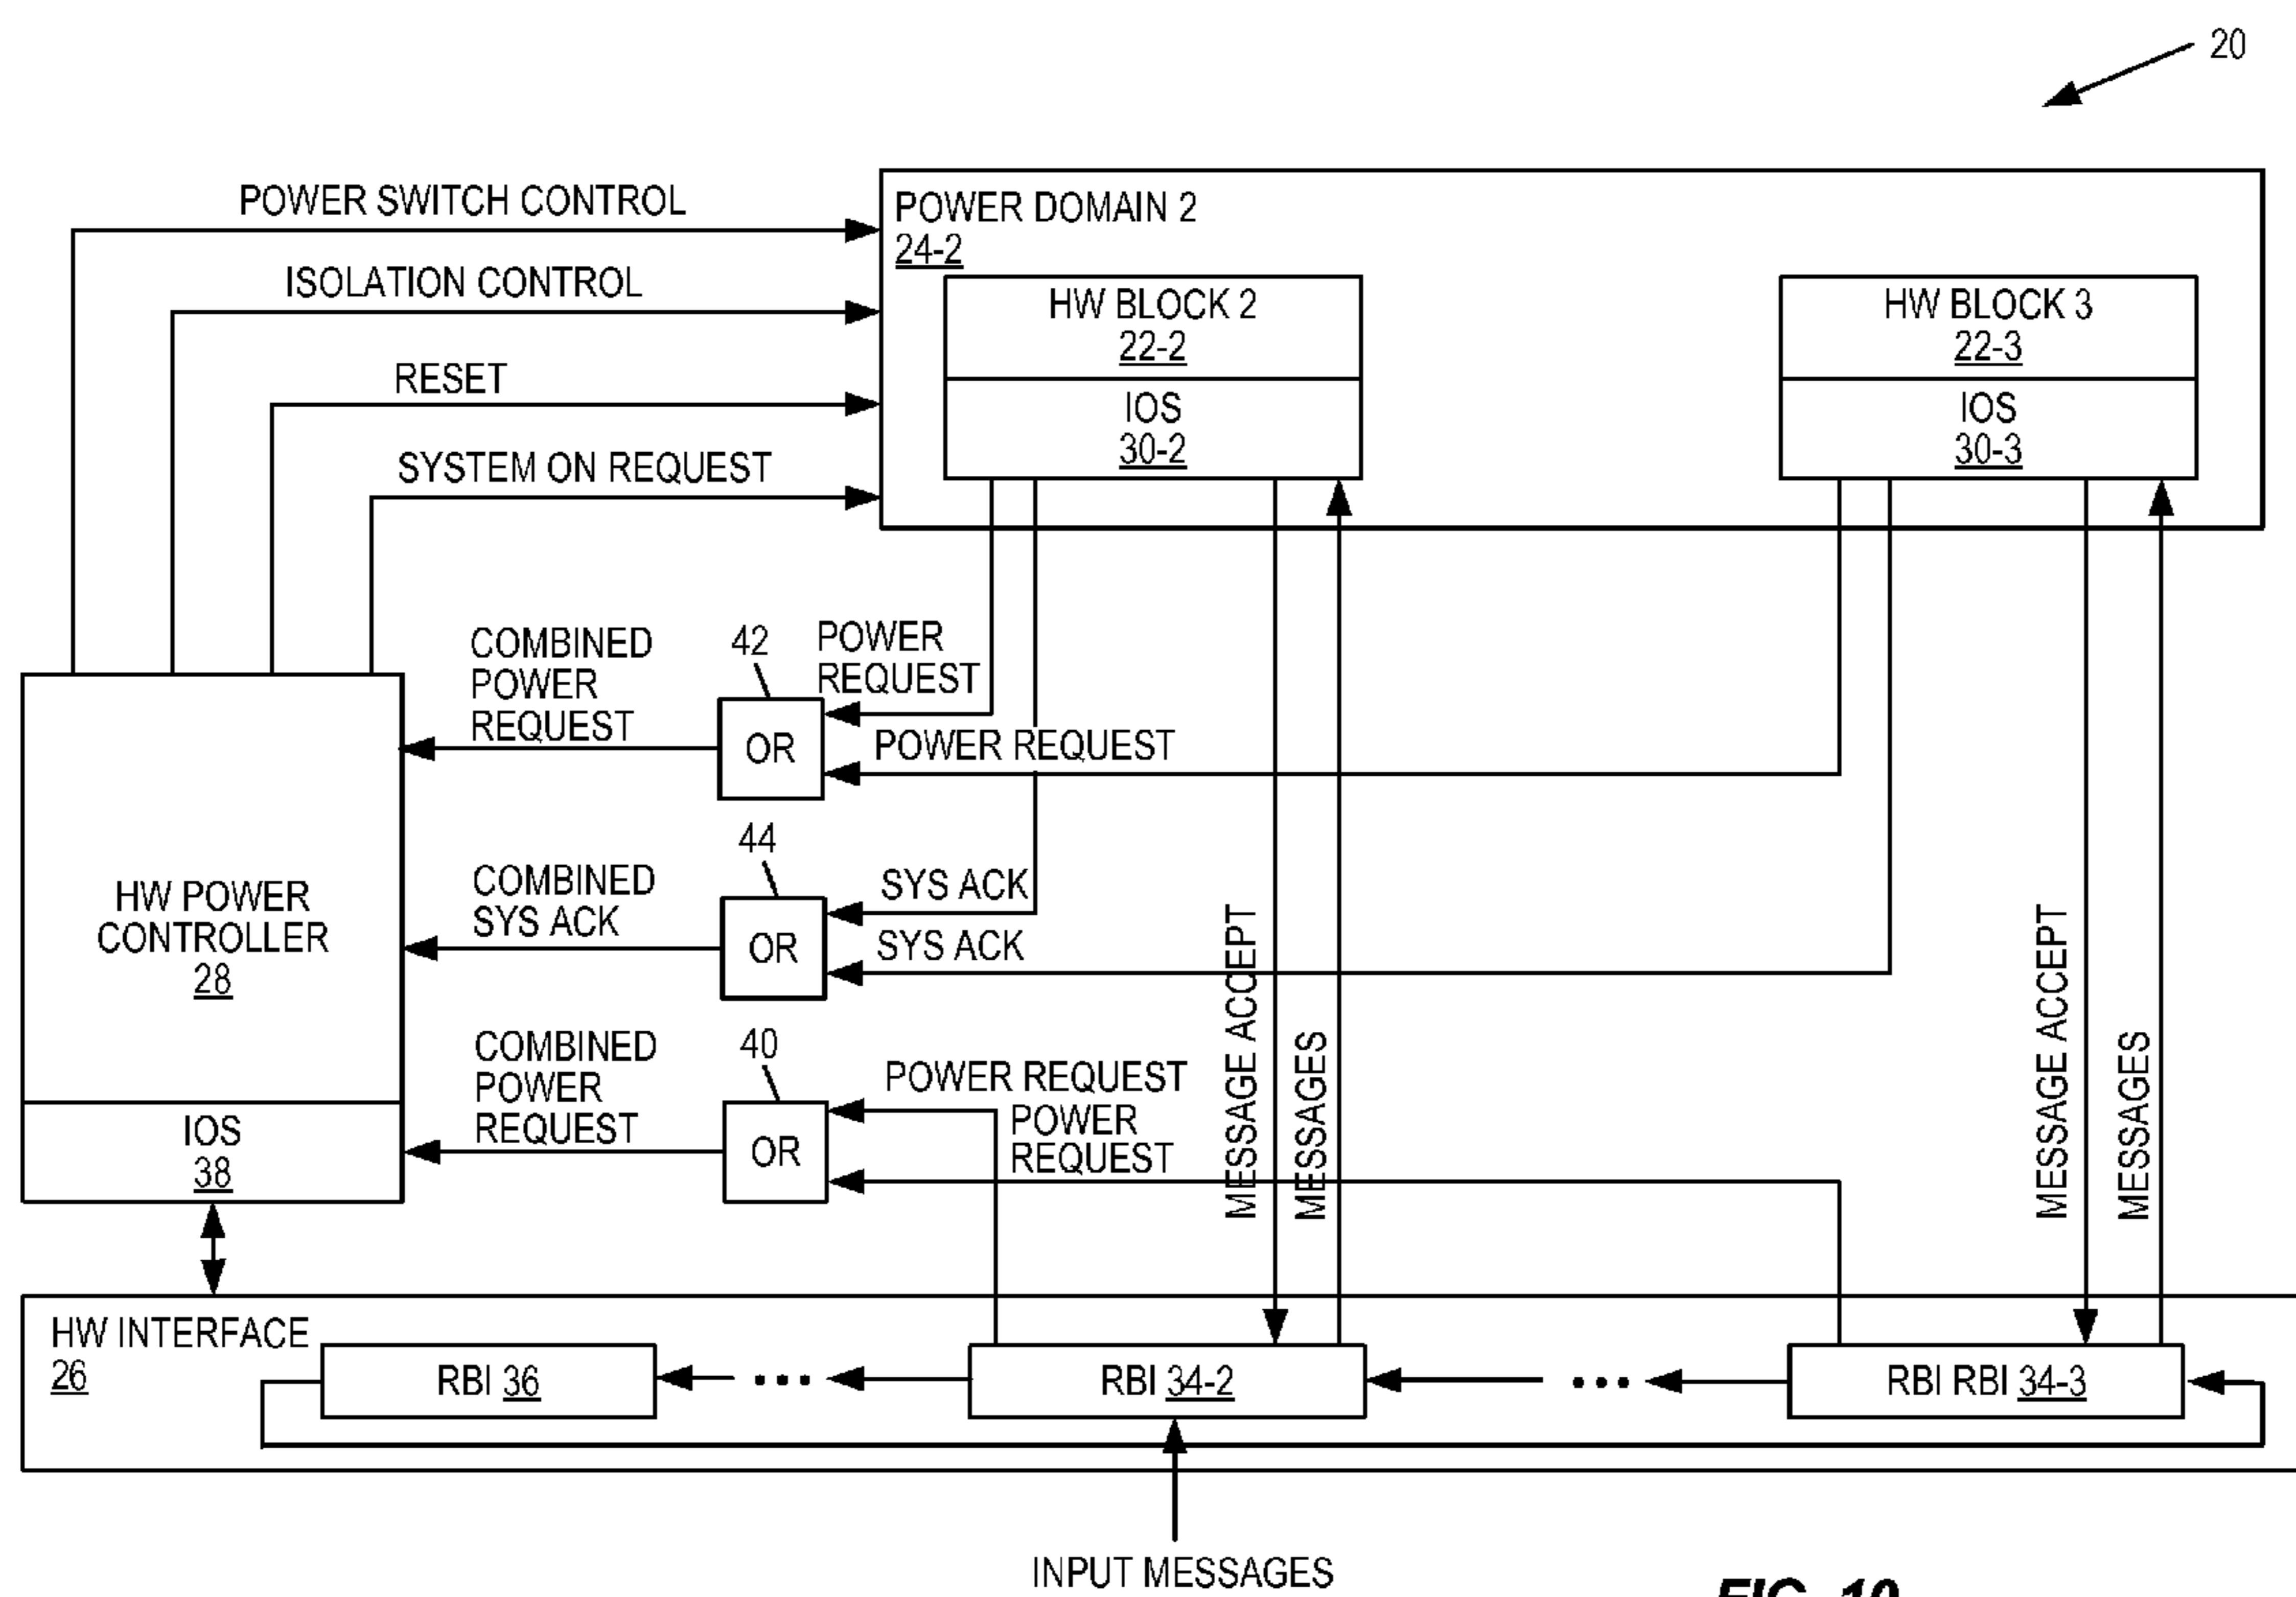 20
POWER SWITCH CONTROL
ISOLATION CONTROL
RESET
SYSTEM ON REQUEST
POWER DOMAIN 2
24-2
HW BLOCK 2
22-2
IOS
30-2
HW BLOCK 3
22-3
IOS
30-3
COMBINED
POWER
REQUEST
42
OR
POWER
REQUEST
POWER REQUEST
HW POWER
CONTROLLER
28
COMBINED
SYS ACK
44
OR
SYS ACK
SYS ACK
COMBINED
POWER
REQUEST
40
OR
POWER REQUEST
POWER
REQUEST
MESSAGE ACCEPT
MESSAGES
MESSAGE ACCEPT
MESSAGES
IOS
38
HW INTERFACE
26
RBI 36
RBI 34-2
RBI RBI 34-3
INPUT MESSAGES
FIG. 10